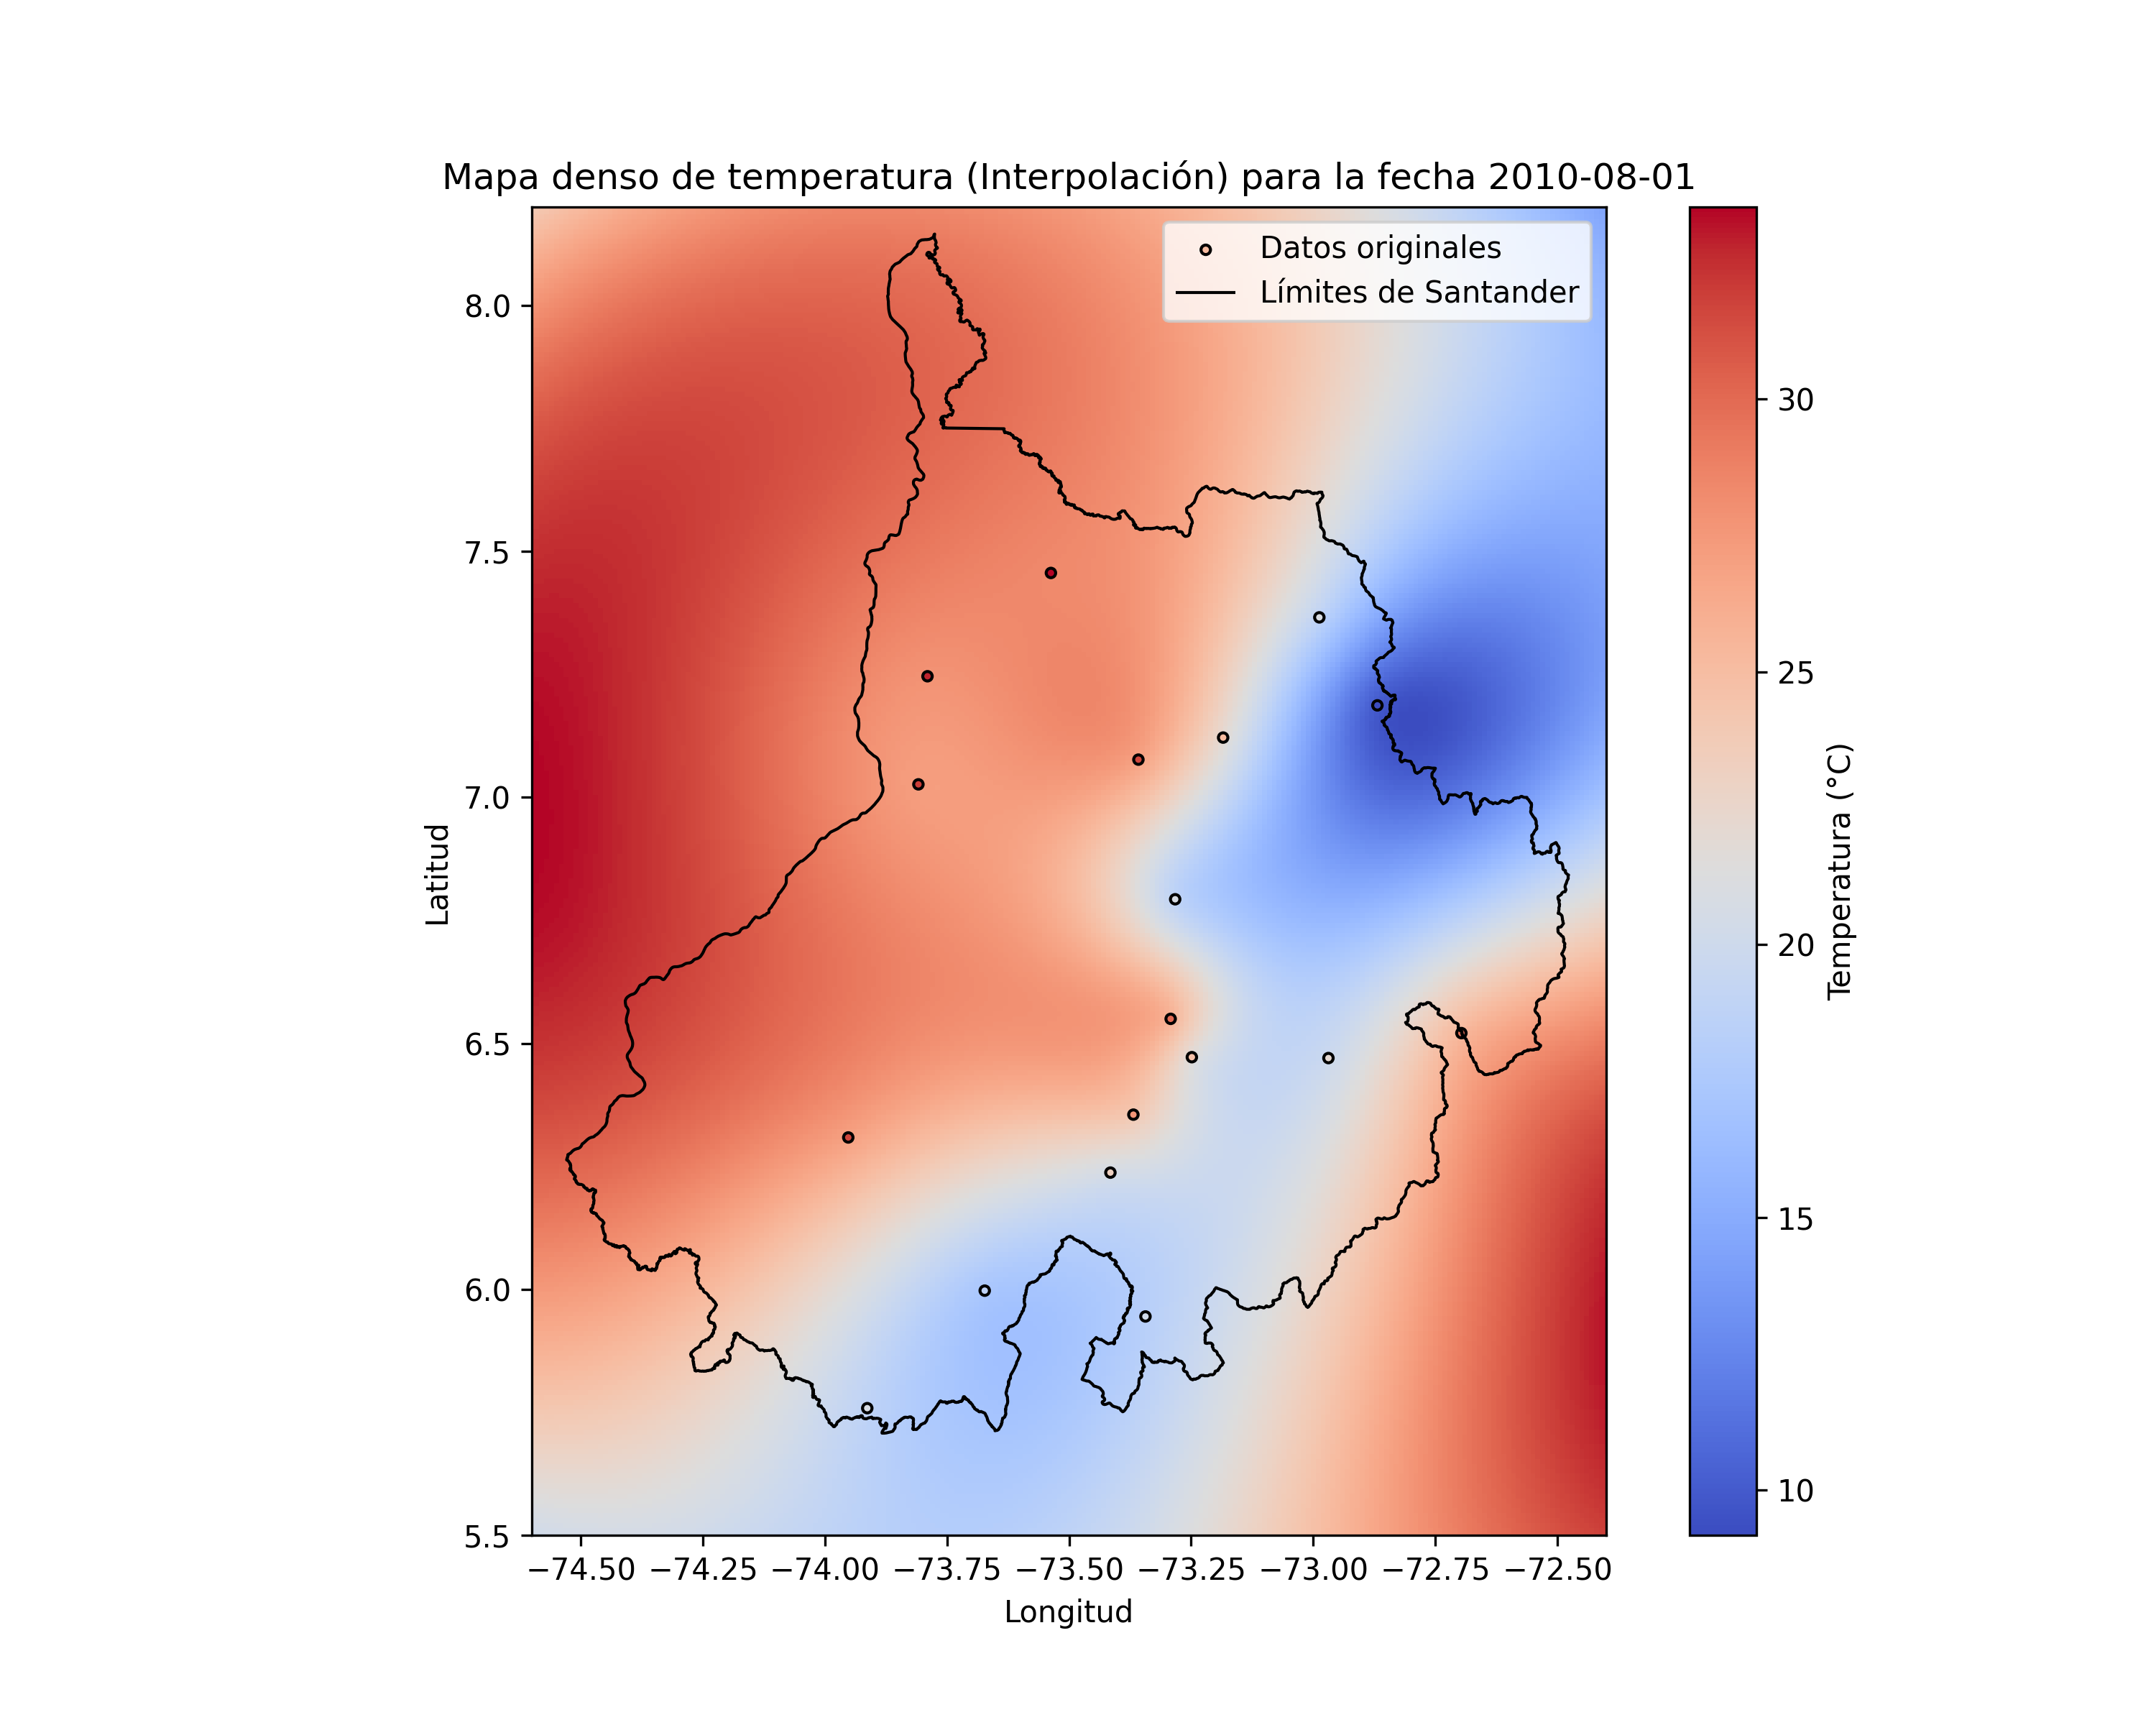 Mapa denso de temperatura (Interpolación) para la fecha 2010-08-01
Datos originales
Límites de Santander
8.0
7.5
7.0
6.5
6.0
5.5
Latitud
−74.50 −74.25 −74.00 −73.75 −73.50 −73.25 −73.00 −72.75 −72.50
Longitud
30
25
20
15
10
Temperatura (°C)